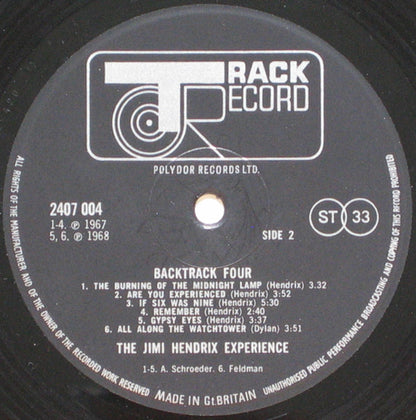 TRACK
RECORD
POLYDOR RECORDS LTD.
2407 004
1-4. ℗ 1967
5, 6. ℗ 1968
SIDE 2
ST 33
BACKTRACK FOUR
1. THE BURNING OF THE MIDNIGHT LAMP (Hendrix) 3.32
2. ARE YOU EXPERIENCED (Hendrix) 3:52
3. IF SIX WAS NINE (Hendrix) 5:30
4. REMEMBER (Hendrix) 2:40
5. GYPSY EYES (Hendrix) 3:37
6. ALL ALONG THE WATCHTOWER (Dylan) 3:51
THE JIMI HENDRIX EXPERIENCE
1-5. A. Schroeder. 6. Feldman
ALL RIGHTS OF THE MANUFACTURER AND OF THE OWNER OF THE RECORDED WORK RESERVED
MADE IN Gt. BRITAIN
UNAUTHORISED PUBLIC PERFORMANCE BROADCASTING AND COPYING OF THIS RECORD PROHIBITED